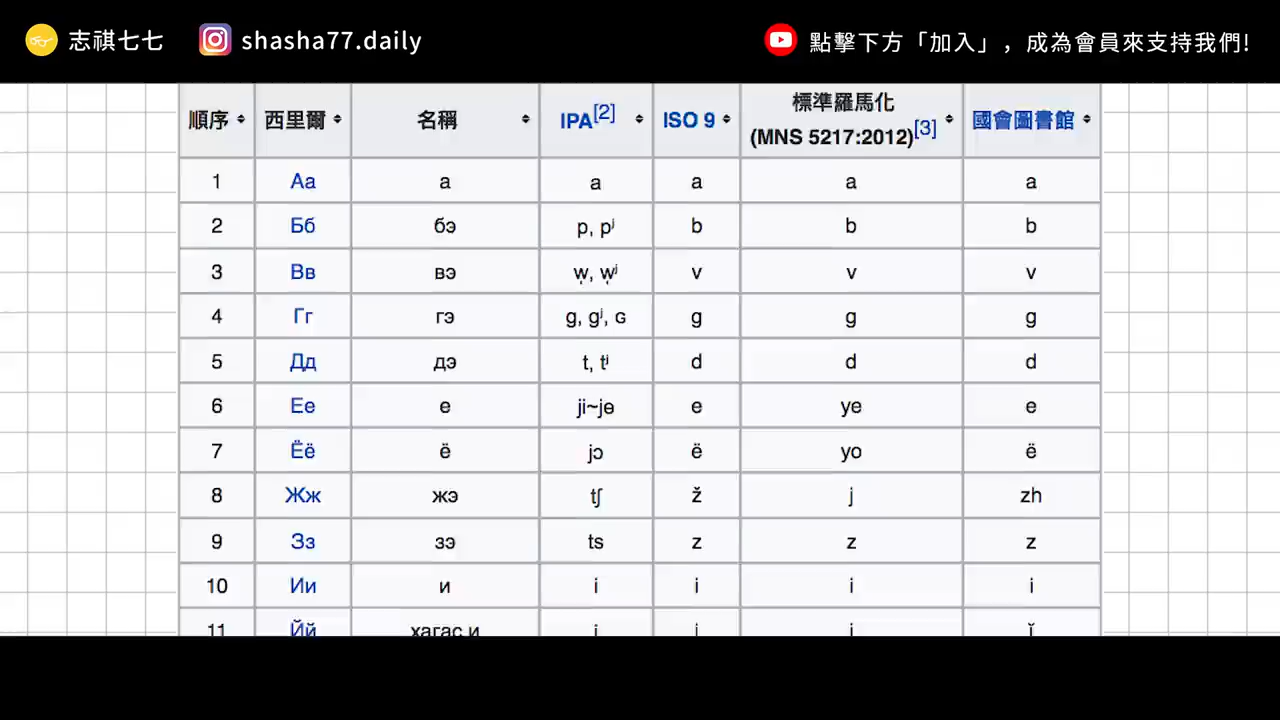 志祺七七 shasha77.daily 點擊下方「加入」，成為會員來支持我們!
順序 西里爾 名稱 IPA[2] ISO 9 標準羅馬化 (MNS 5217:2012)[3] 國會圖書館
1 Аа а a a a a
2 Бб бэ p, pʲ b b b
3 Вв вэ w̜, w̜ʲ v v v
4 Гг гэ g, gʲ, ɢ g g g
5 Дд дэ t, tʲ d d d
6 Ее е ji~jɵ e ye e
7 Ёё ё jɔ ë yo ë
8 Жж жэ tʃ ž j zh
9 Зз зэ ts z z z
10 Ии и i i i i
11 Йй хагас и